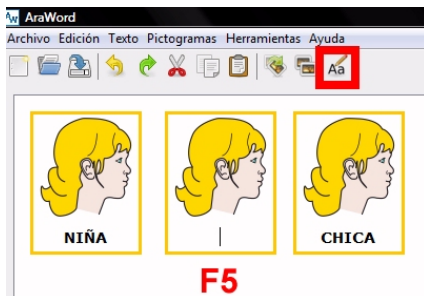 AraWord
Archivo Edición Texto Pictogramas Herramientas Ayuda
Aa
NIÑA
CHICA
F5